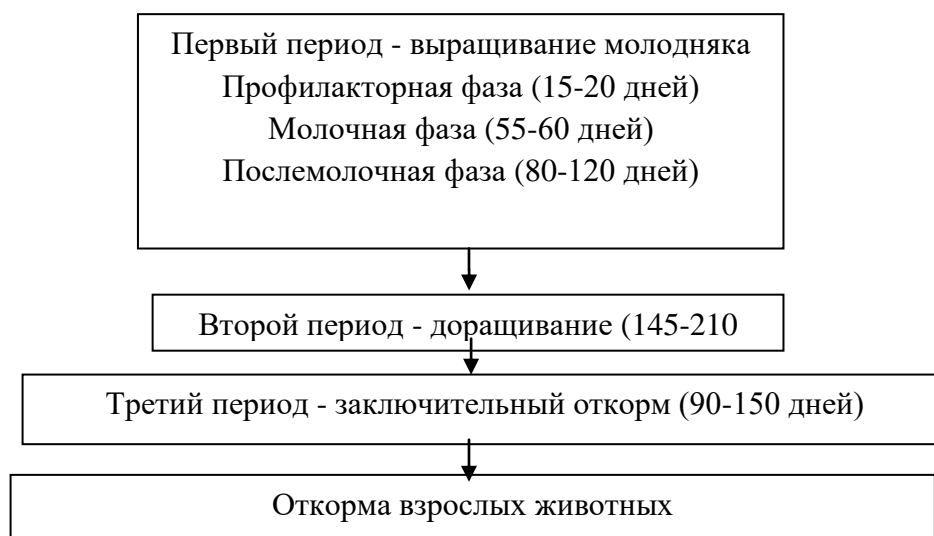 Первый период - выращивание молодняка
Профилакторная фаза (15-20 дней)
Молочная фаза (55-60 дней)
Послемолочная фаза (80-120 дней)
Второй период - доращивание (145-210
Третий период - заключительный откорм (90-150 дней)
Откорма взрослых животных